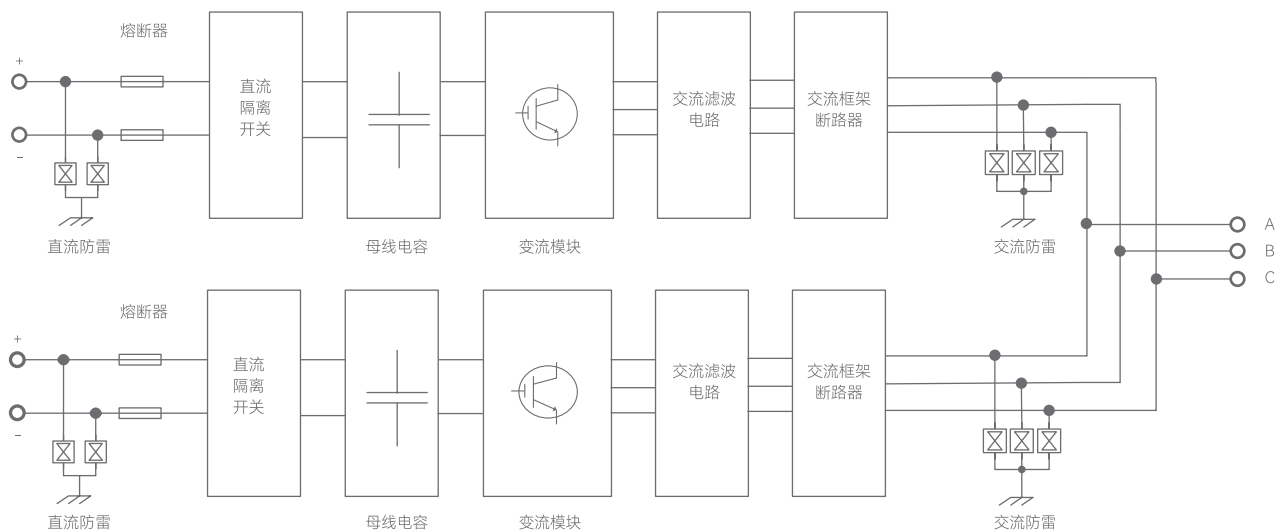 熔断器
+
-
直流
隔离
开关
交流滤波
电路
交流框架
断路器
直流防雷
母线电容
变流模块
交流防雷
A
B
C
熔断器
+
-
直流
隔离
开关
交流滤波
电路
交流框架
断路器
直流防雷
母线电容
变流模块
交流防雷